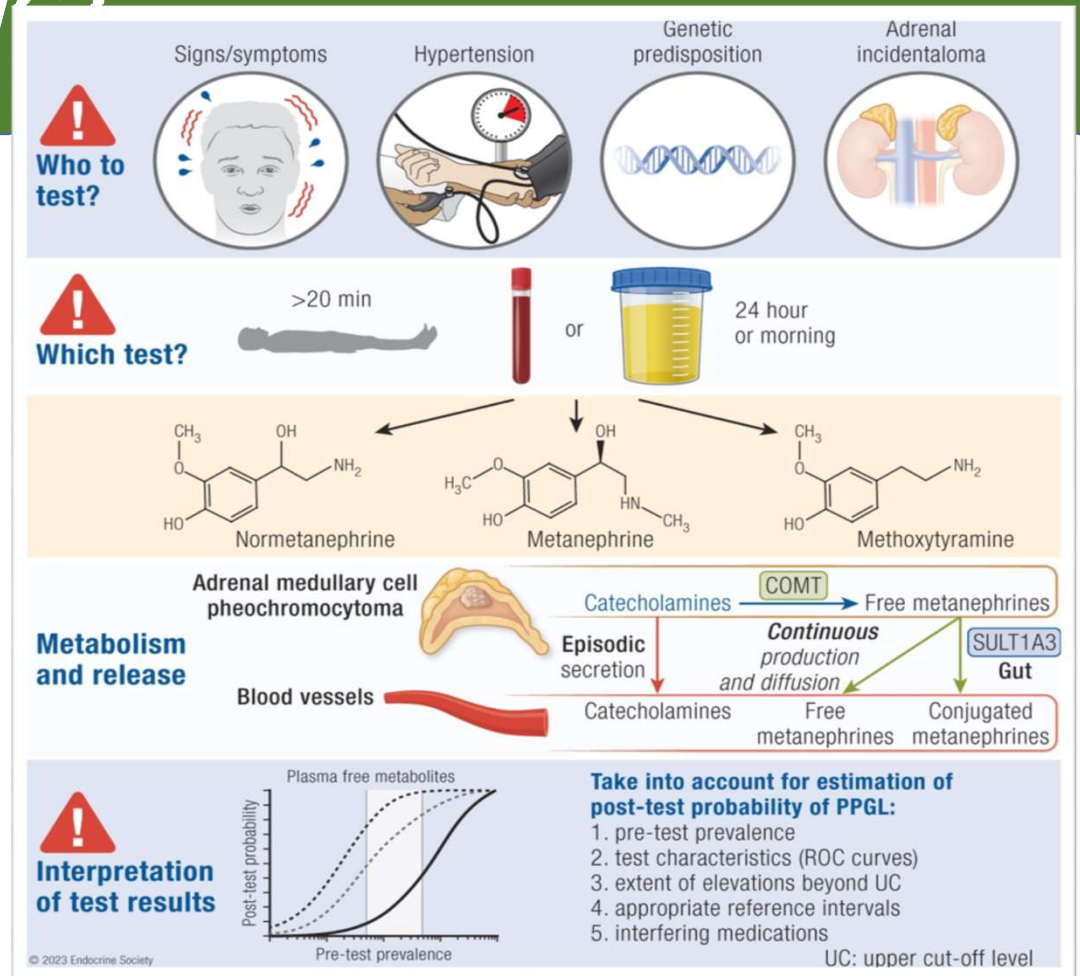 Signs/symptoms
Hypertension
Genetic
predisposition
Adrenal
incidentaloma
!
Who to
test?
!
Which test?
>20 min
or
24 hour
or morning
CH3
O
OH
NH2
HO
Normetanephrine
OH
O
H3C
HO
HN
CH3
Metanephrine
CH3
O
NH2
HO
Methoxytyramine
Metabolism
and release
Adrenal medullary cell
pheochromocytoma
Catecholamines
COMT
Free metanephrines
Episodic
secretion
Continuous
production
and diffusion
SULT1A3
Gut
Blood vessels
Catecholamines
Free
metanephrines
Conjugated
metanephrines
!
Interpretation
of test results
Plasma free metabolites
Post-test probability
Pre-test prevalence
Take into account for estimation of
post-test probability of PPGL:
1. pre-test prevalence
2. test characteristics (ROC curves)
3. extent of elevations beyond UC
4. appropriate reference intervals
5. interfering medications
UC: upper cut-off level
© 2023 Endocrine Society